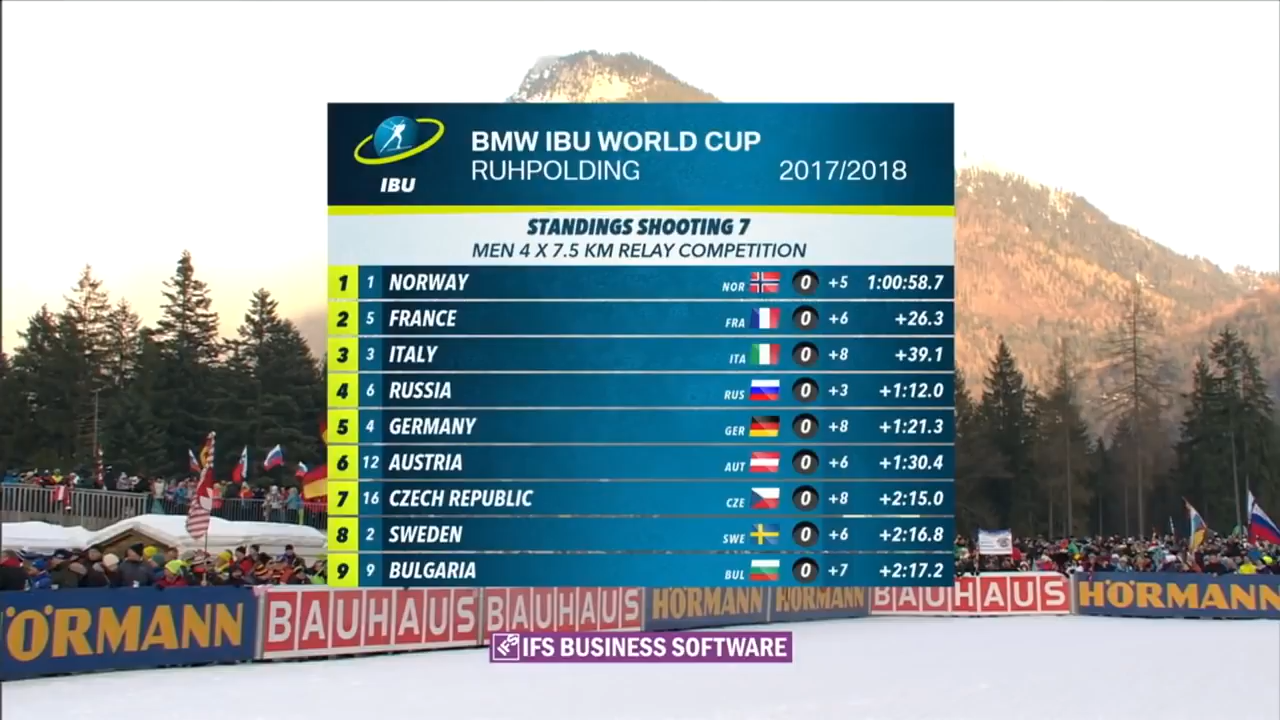 BMW IBU WORLD CUP
IBU RUHPOLDING 2017/2018
STANDINGS SHOOTING 7
MEN 4 X 7.5 KM RELAY COMPETITION
1 1 NORWAY NOR 0 +5 1:00:58.7
2 5 FRANCE FRA 0 +6 +26.3
3 3 ITALY ITA 0 +8 +39.1
4 6 RUSSIA RUS 0 +3 +1:12.0
5 4 GERMANY GER 0 +8 +1:21.3
6 12 AUSTRIA AUT 0 +6 +1:30.4
7 16 CZECH REPUBLIC CZE 0 +8 +2:15.0
8 2 SWEDEN SWE 0 +6 +2:16.8
9 9 BULGARIA BUL 0 +7 +2:17.2
ÖRMANN BAUHAUS BAUHAUS HÖRMANN HÖRMANN BAUHAUS HÖRMANN
IFS IFS BUSINESS SOFTWARE